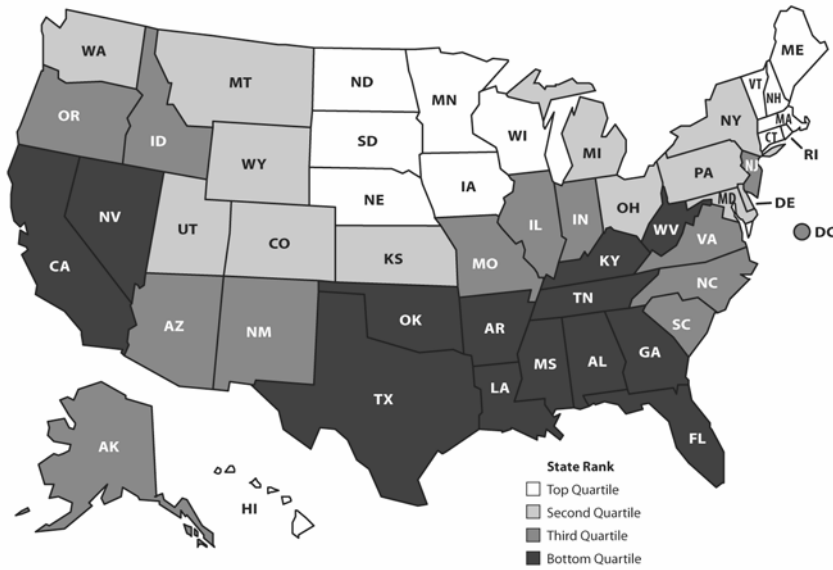 WA
MT
ND
MN
ME
VT
NH
OR
ID
SD
WI
NY
MA
CT
RI
WY
MI
IA
PA
NJ
NE
OH
MD
DE
NV
UT
CO
IL
IN
WV
DC
CA
KS
MO
KY
VA
NC
TN
AZ
NM
OK
AR
SC
MS
AL
GA
TX
LA
FL
AK
HI
State Rank
Top Quartile
Second Quartile
Third Quartile
Bottom Quartile